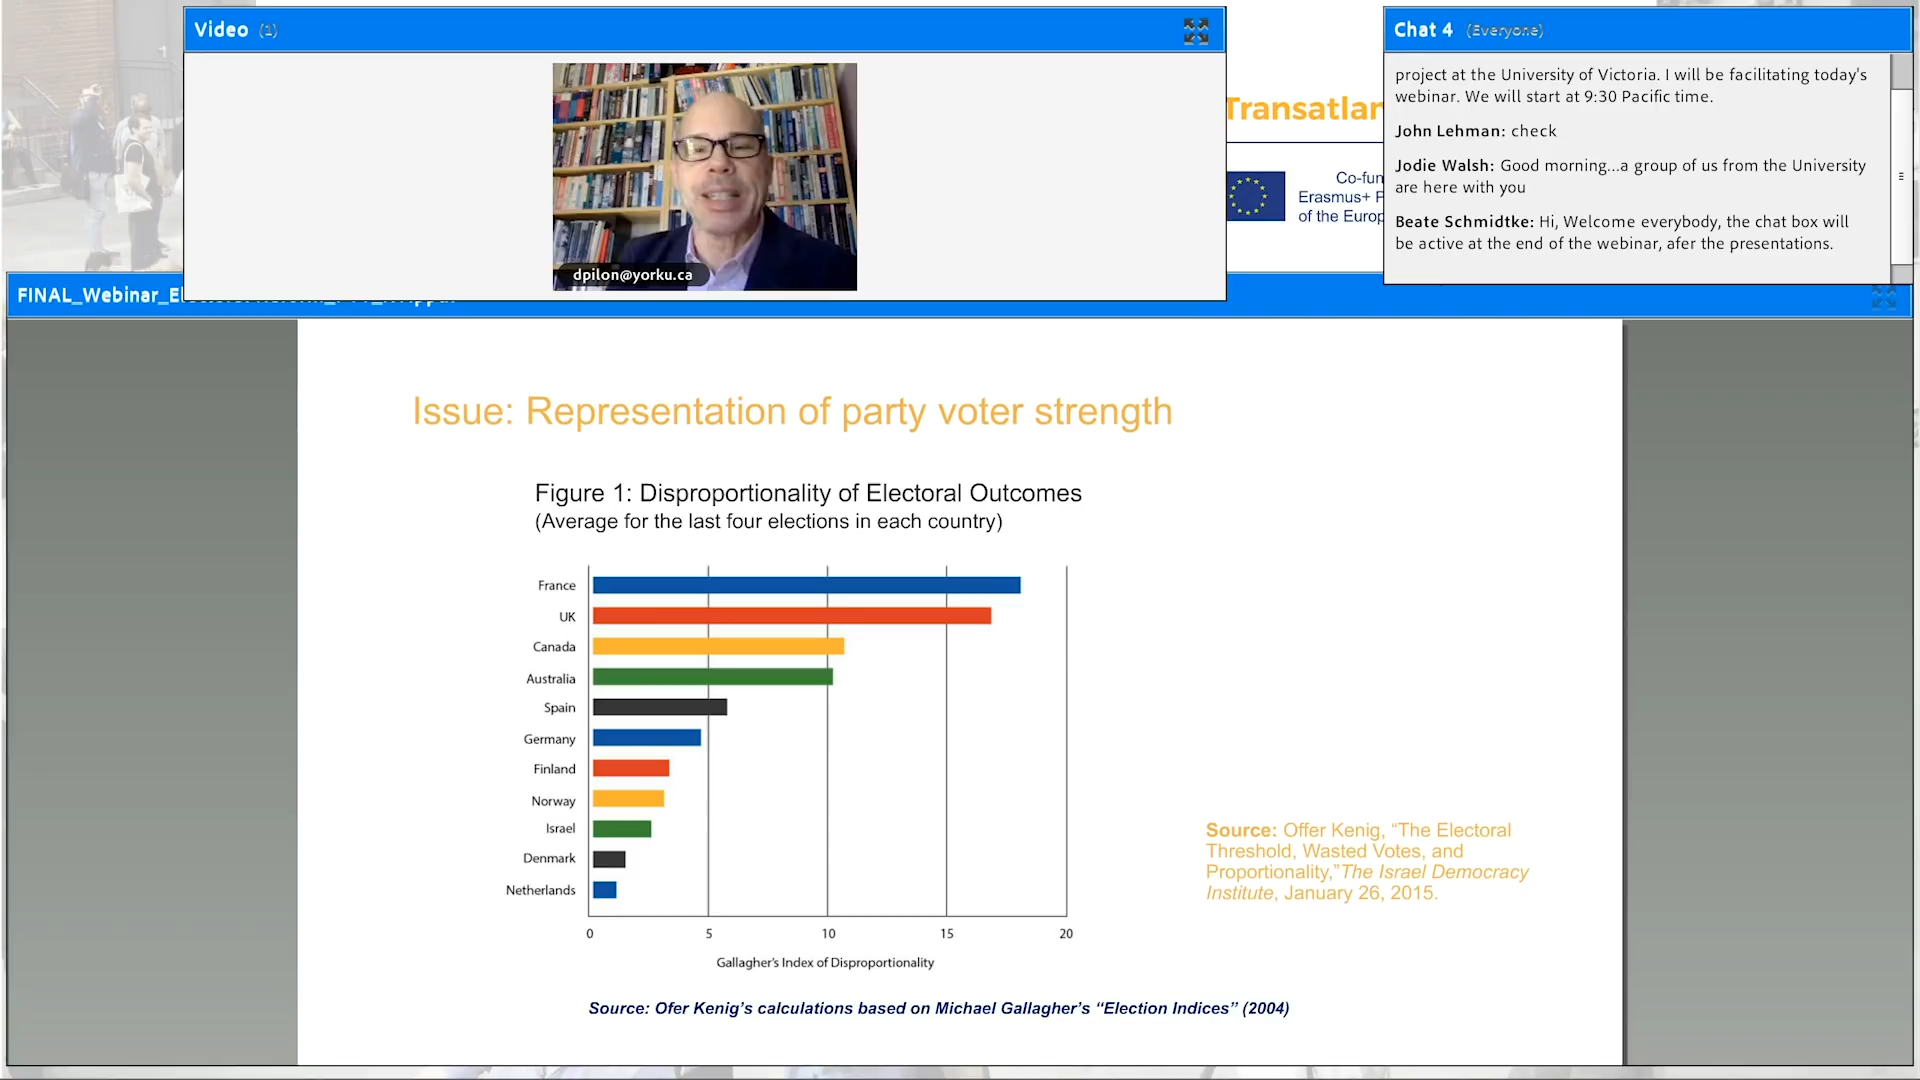 Video (1)
dpilon@yorku.ca
Transatlan
Co-fun
Erasmus+ P
of the Europ
Chat 4 (Everyone)
project at the University of Victoria. I will be facilitating today's
webinar. We will start at 9:30 Pacific time.
John Lehman: check
Jodie Walsh: Good morning...a group of us from the University
are here with you
Beate Schmidtke: Hi, Welcome everybody, the chat box will
be active at the end of the webinar, afer the presentations.
FINAL_Webinar_El
Issue: Representation of party voter strength
Figure 1: Disproportionality of Electoral Outcomes
(Average for the last four elections in each country)
France
UK
Canada
Australia
Spain
Germany
Finland
Norway
Israel
Denmark
Netherlands
0 5 10 15 20
Gallagher's Index of Disproportionality
Source: Offer Kenig, “The Electoral
Threshold, Wasted Votes, and
Proportionality,”The Israel Democracy
Institute, January 26, 2015.
Source: Ofer Kenig’s calculations based on Michael Gallagher’s “Election Indices” (2004)